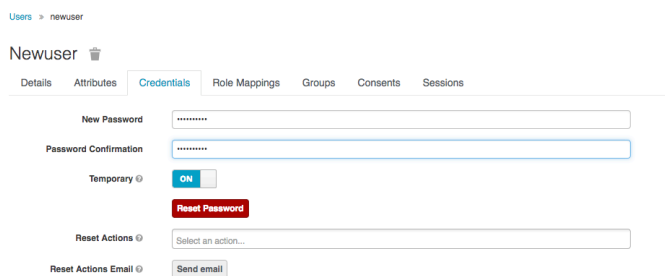 Users » newuser
Newuser
Details Attributes Credentials Role Mappings Groups Consents Sessions
New Password ••••••••••
Password Confirmation ••••••••••
Temporary ON
Reset Password
Reset Actions Select an action...
Reset Actions Email Send email